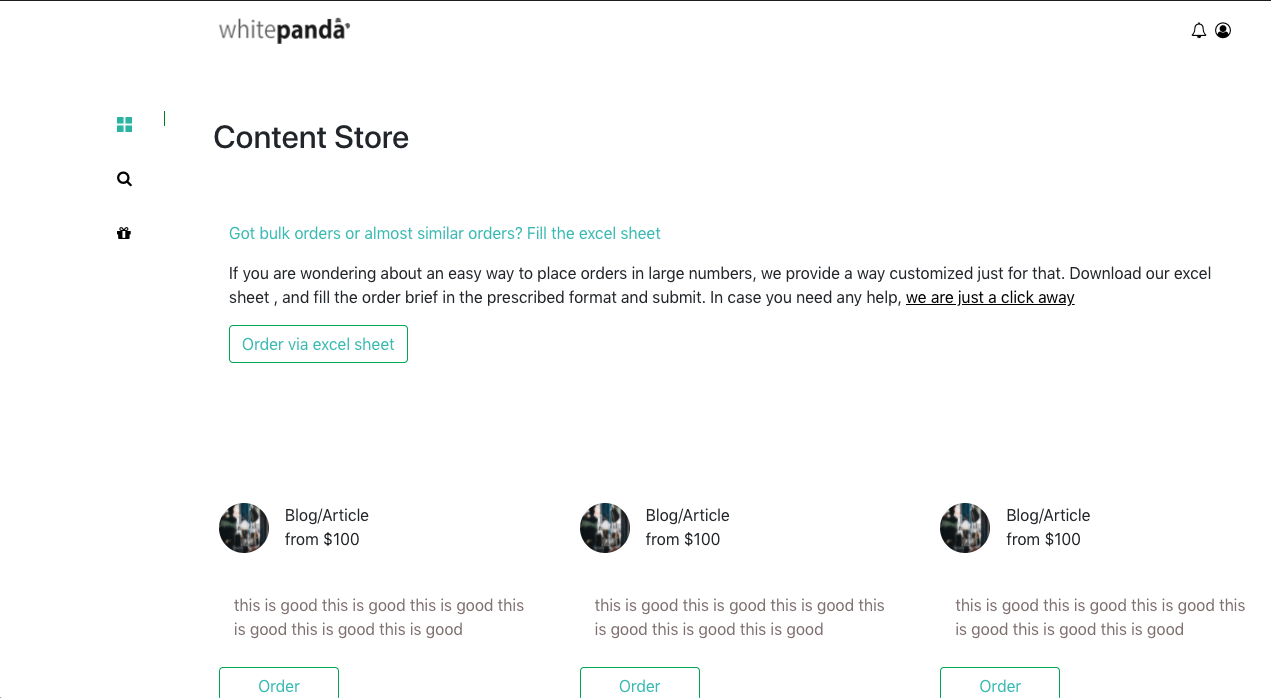 whitepanda
Content Store
Got bulk orders or almost similar orders? Fill the excel sheet
If you are wondering about an easy way to place orders in large numbers, we provide a way customized just for that. Download our excel
sheet , and fill the order brief in the prescribed format and submit. In case you need any help, we are just a click away
Order via excel sheet
Blog/Article
from $100
this is good this is good this is good this
is good this is good this is good
Order
Blog/Article
from $100
this is good this is good this is good this
is good this is good this is good
Order
Blog/Article
from $100
this is good this is good this is good this
is good this is good this is good
Order